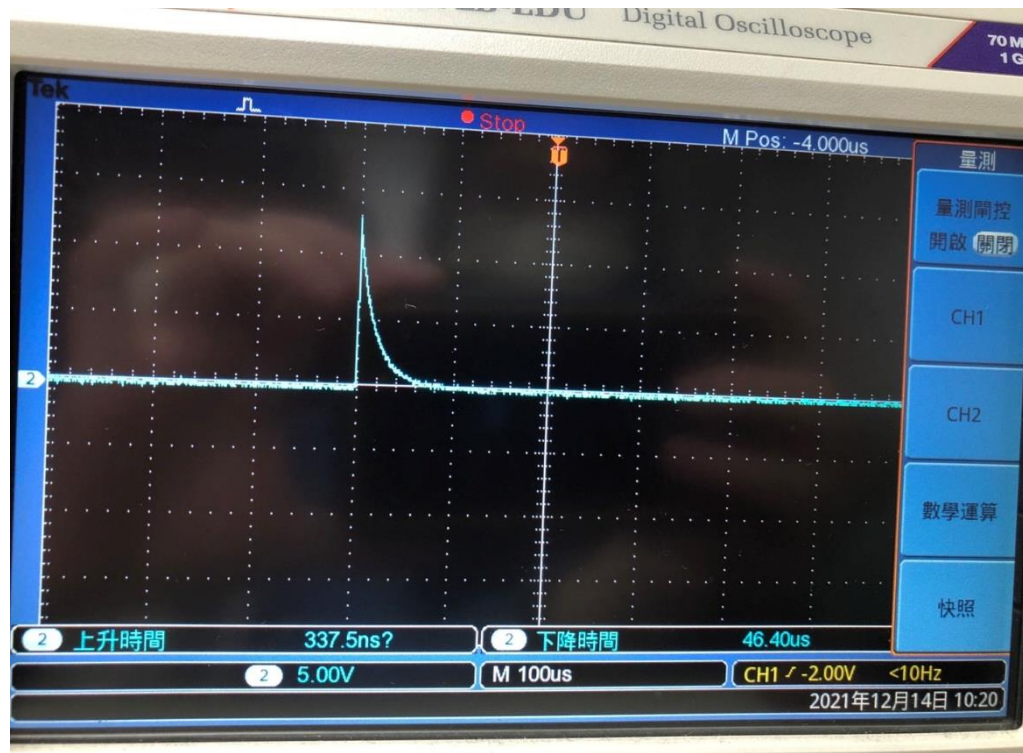 Digital Oscilloscope
70 M
1 G
Tek
Stop
M Pos: -4.000us
T
量測
量測閘控
開啟 關閉
CH1
2
CH2
數學運算
快照
2 上升時間 337.5ns?
2 下降時間 46.40us
2 5.00V
M 100us
CH1 -2.00V <10Hz
2021年12月14日 10:20